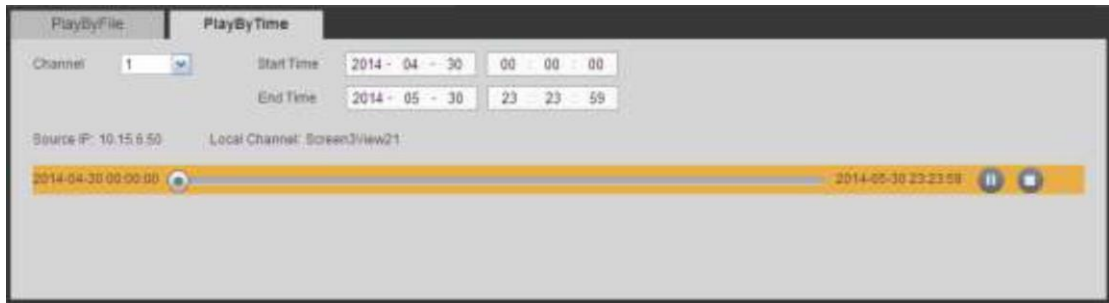 PlayByFile PlayByTime
Channel 1 Start Time 2014 - 04 - 30 00 : 00 : 00
End Time 2014 - 05 - 30 23 : 23 : 59
Source IP: 10.15.6.50 Local Channel: Screen3View21
2014-04-30 00:00:00 2014-05-30 23:23:59